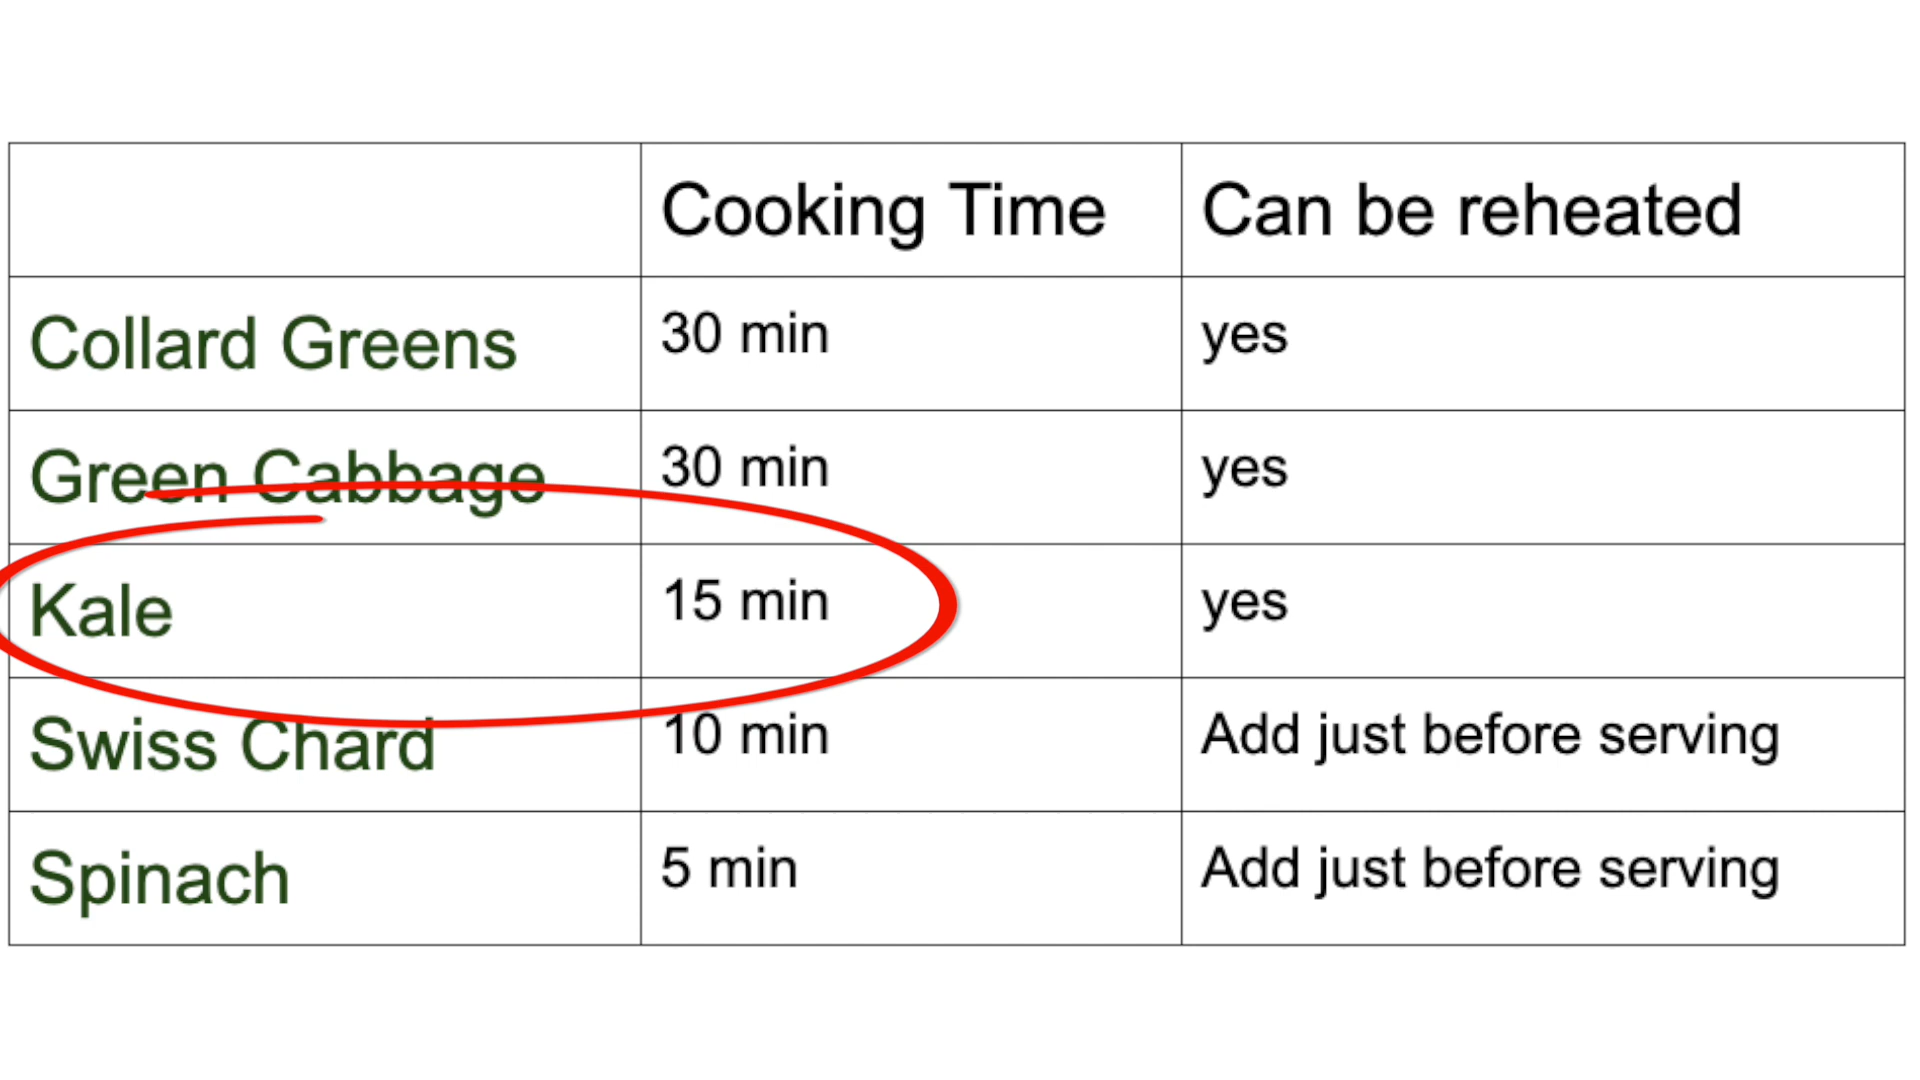 Cooking Time Can be reheated
Collard Greens 30 min yes
Green Cabbage 30 min yes
Kale 15 min yes
Swiss Chard 10 min Add just before serving
Spinach 5 min Add just before serving